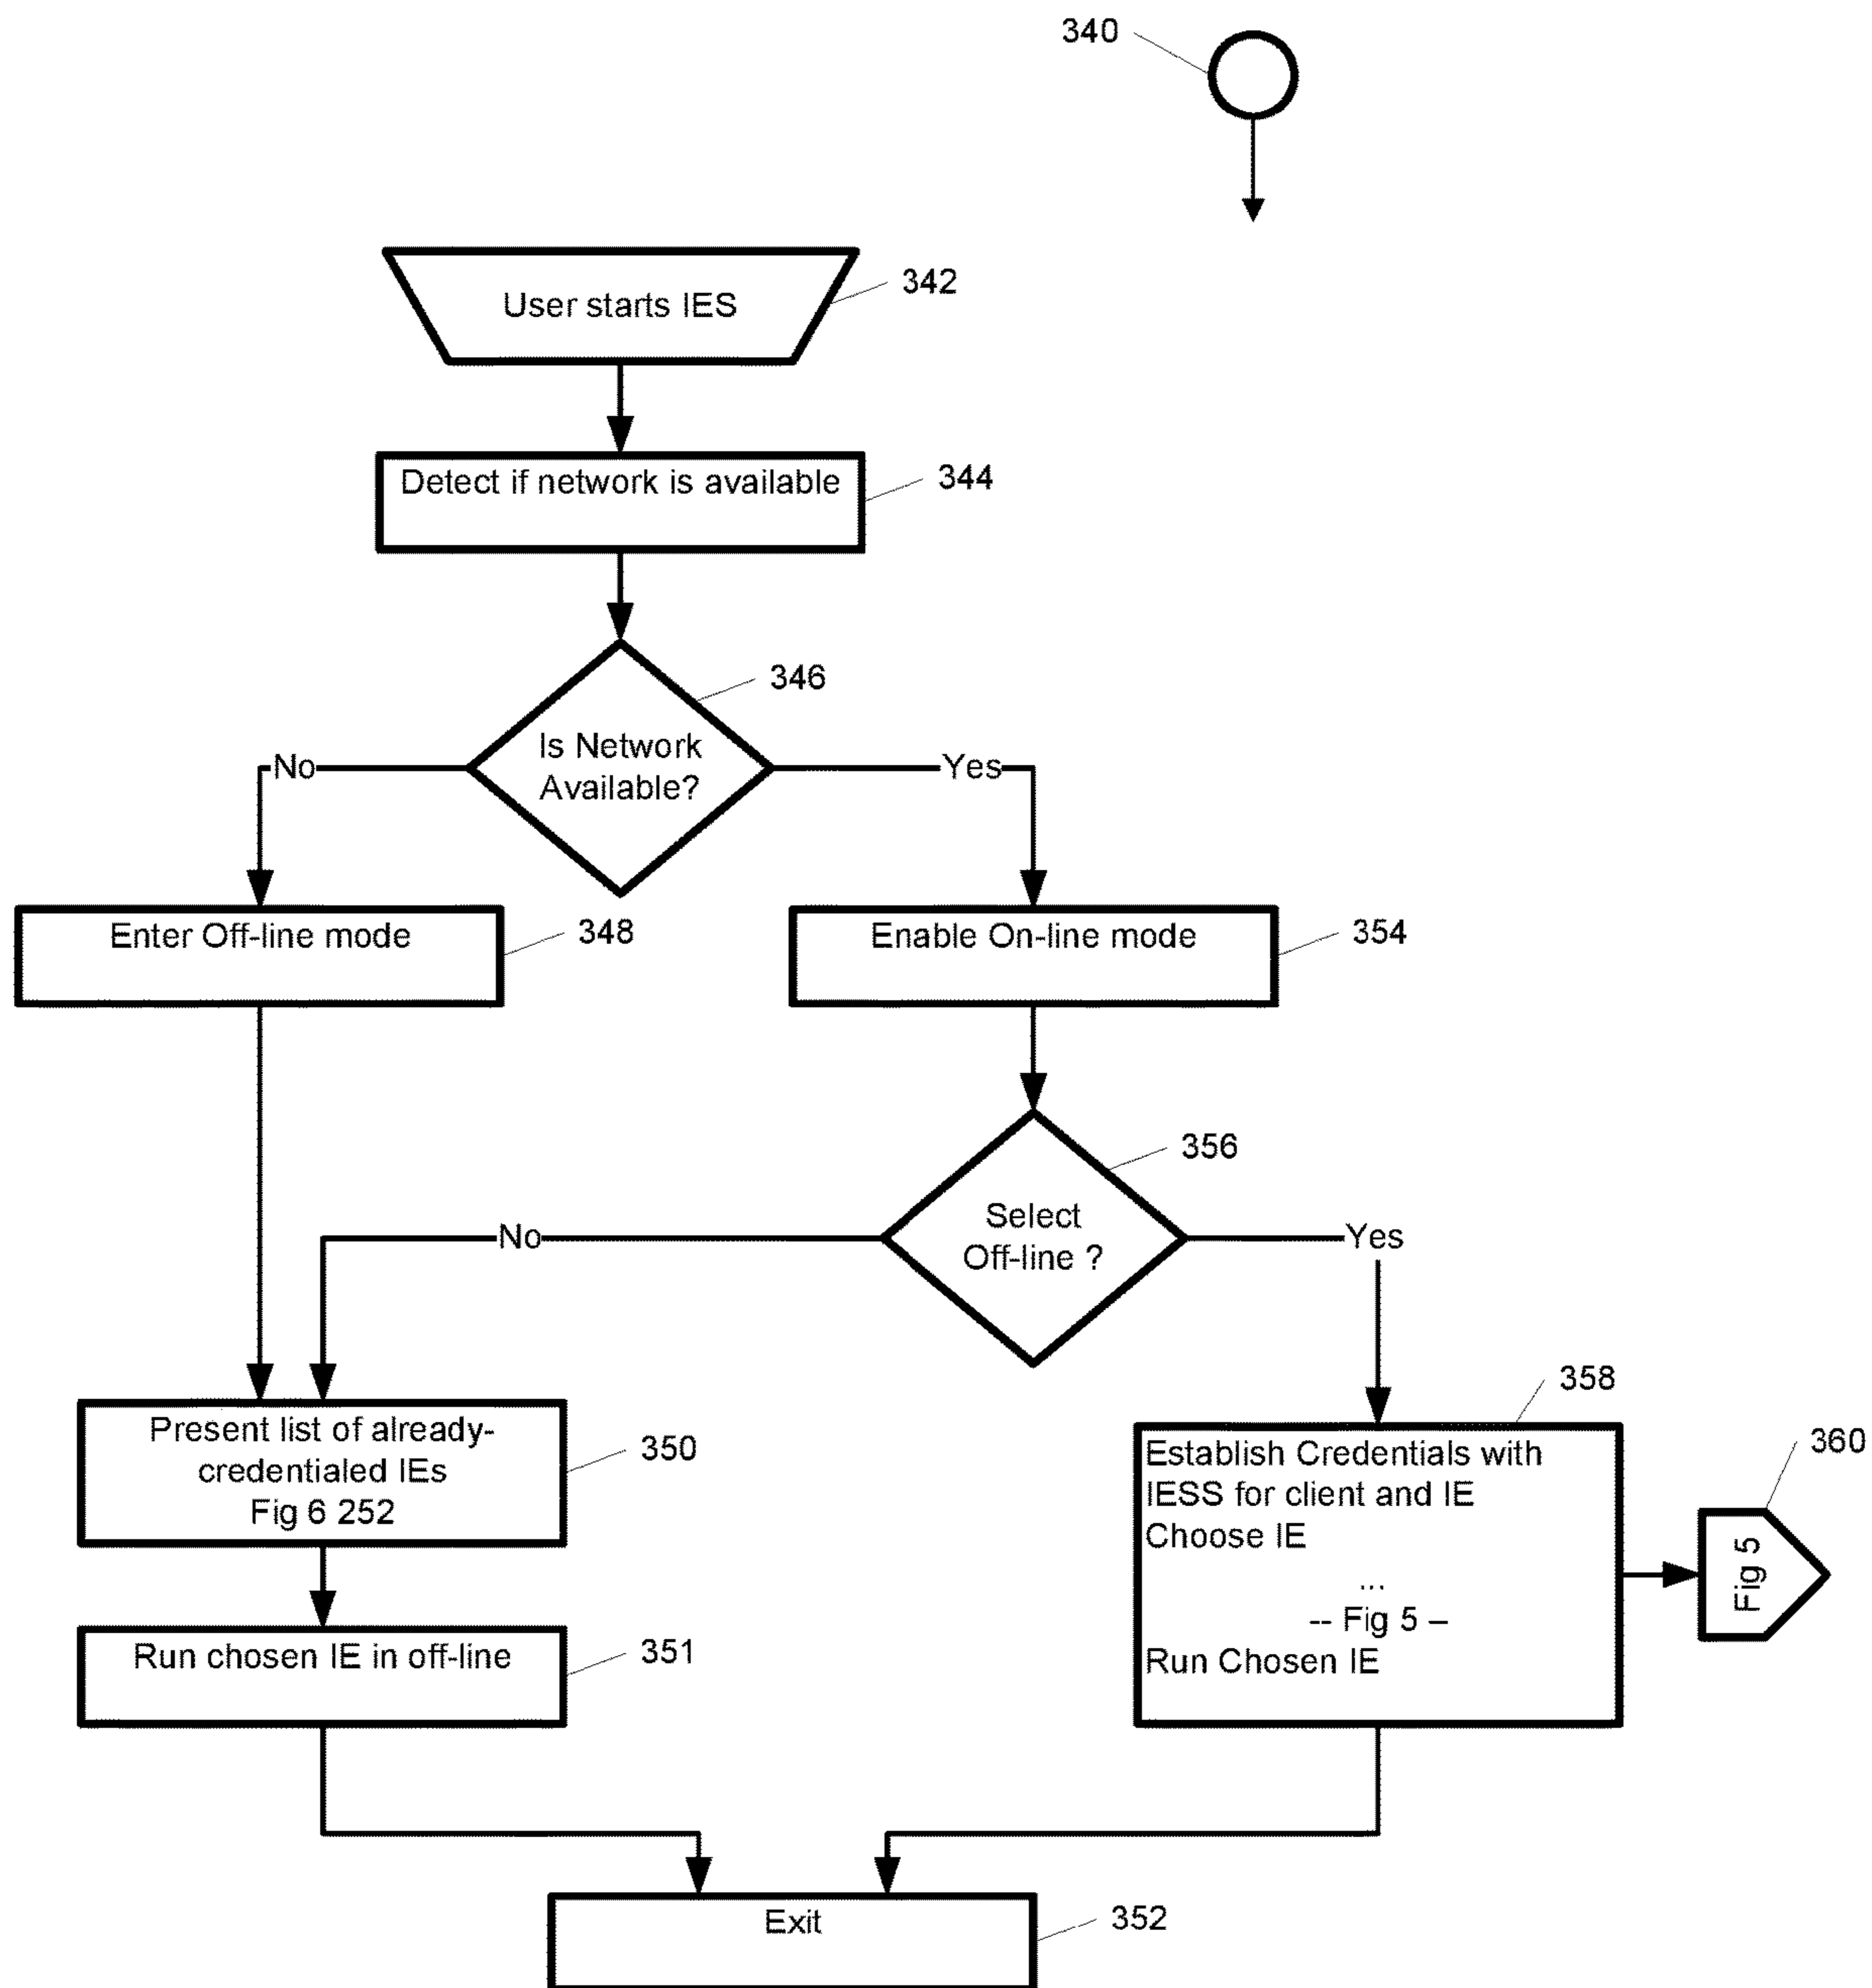 340
User starts IES
342
Detect if network is available
344
346
Is Network
Available?
No
Yes
Enter Off-line mode
348
Enable On-line mode
354
356
Select
Off-line ?
No
Yes
358
Present list of already-
credentialed IEs
Fig 6 252
350
Establish Credentials with
IESS for client and IE
Choose IE
...
-- Fig 5 –
Run Chosen IE
360
Fig 5
Run chosen IE in off-line
351
Exit
352